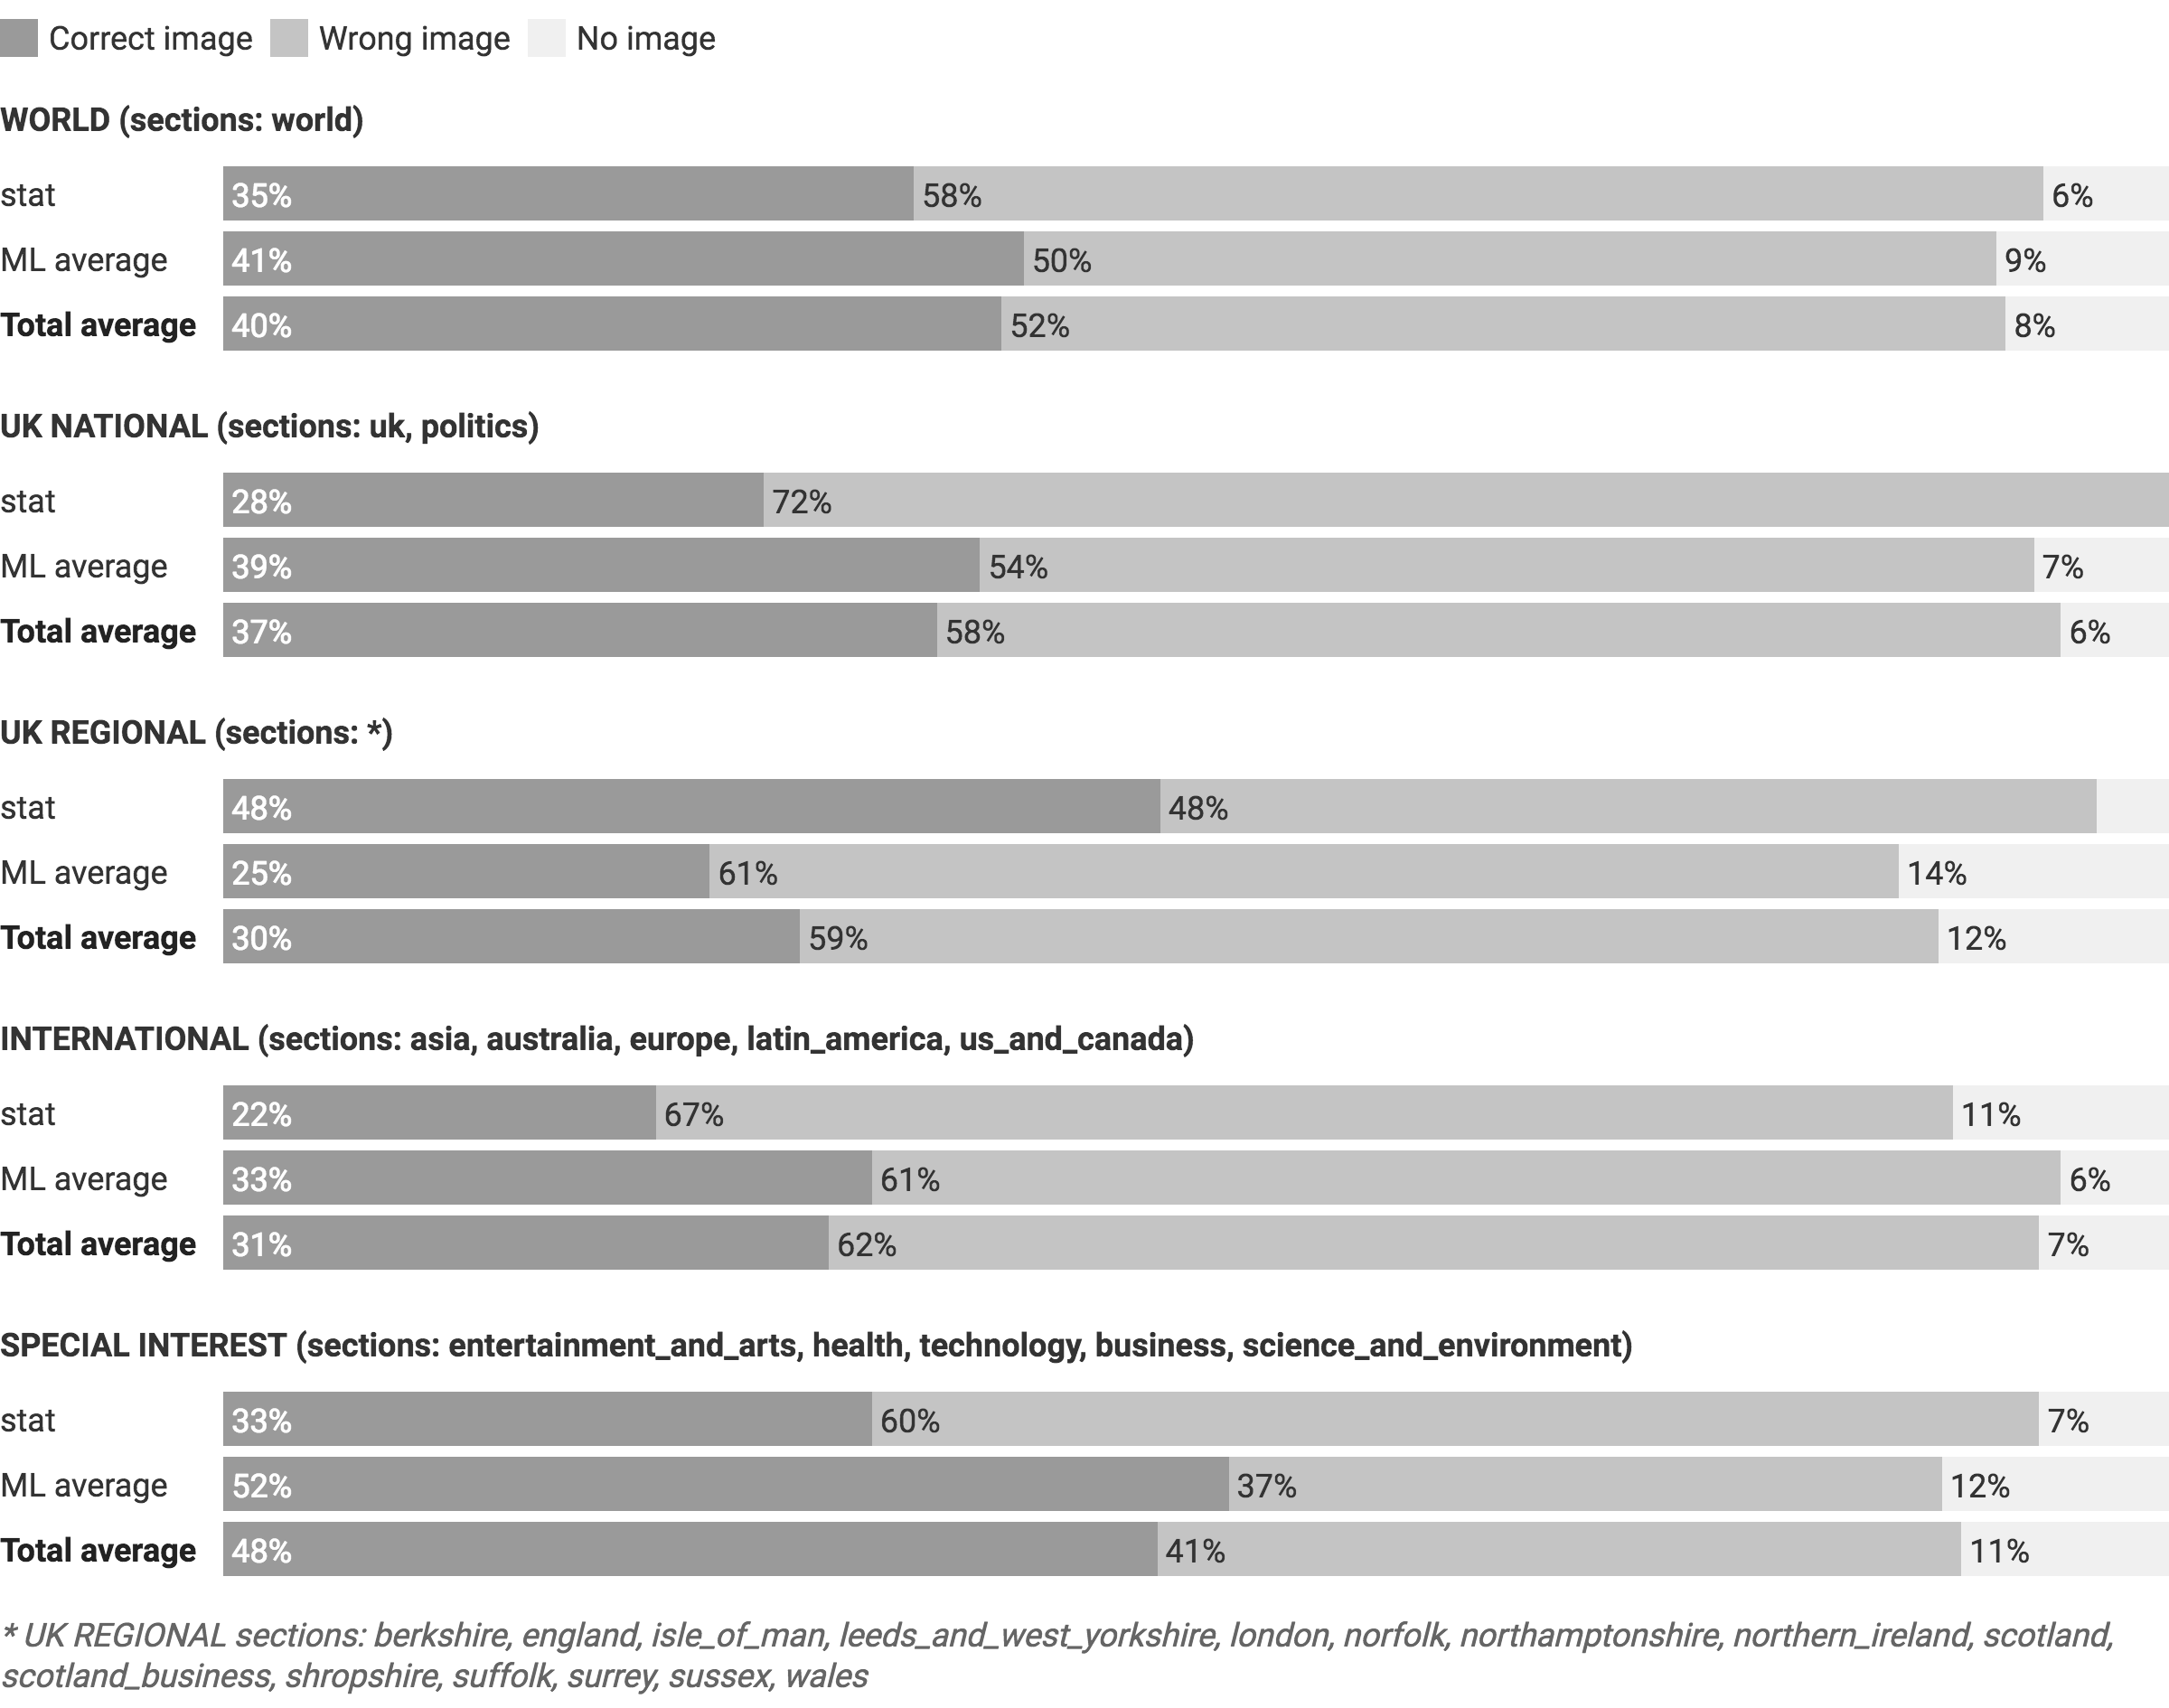 Correct image Wrong image No image
WORLD (sections: world)
stat 35% 58% 6%
ML average 41% 50% 9%
Total average 40% 52% 8%
UK NATIONAL (sections: uk, politics)
stat 28% 72%
ML average 39% 54% 7%
Total average 37% 58% 6%
UK REGIONAL (sections: *)
stat 48% 48%
ML average 25% 61% 14%
Total average 30% 59% 12%
INTERNATIONAL (sections: asia, australia, europe, latin_america, us_and_canada)
stat 22% 67% 11%
ML average 33% 61% 6%
Total average 31% 62% 7%
SPECIAL INTEREST (sections: entertainment_and_arts, health, technology, business, science_and_environment)
stat 33% 60% 7%
ML average 52% 37% 12%
Total average 48% 41% 11%
* UK REGIONAL sections: berkshire, england, isle_of_man, leeds_and_west_yorkshire, london, norfolk, northamptonshire, northern_ireland, scotland,
scotland_business, shropshire, suffolk, surrey, sussex, wales